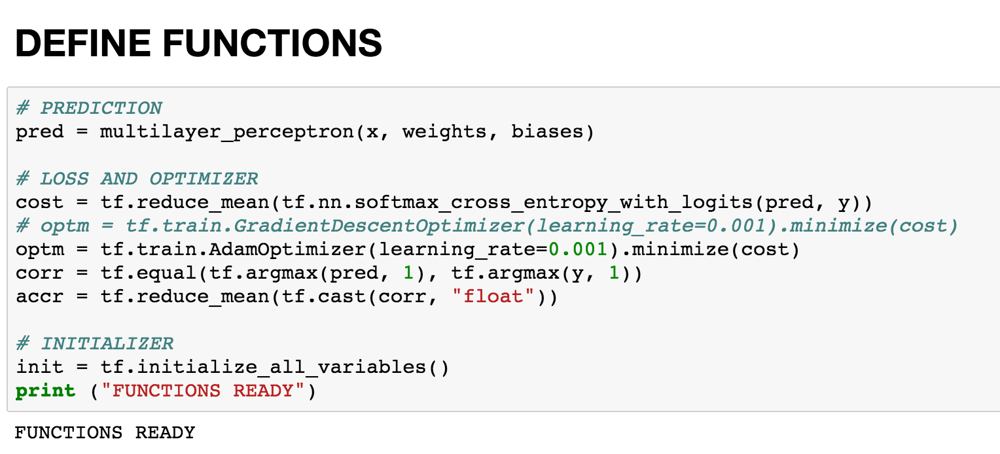 DEFINE FUNCTIONS
# PREDICTION
pred = multilayer_perceptron(x, weights, biases)
# LOSS AND OPTIMIZER
cost = tf.reduce_mean(tf.nn.softmax_cross_entropy_with_logits(pred, y))
# optm = tf.train.GradientDescentOptimizer(learning_rate=0.001).minimize(cost)
optm = tf.train.AdamOptimizer(learning_rate=0.001).minimize(cost)
corr = tf.equal(tf.argmax(pred, 1), tf.argmax(y, 1))
accr = tf.reduce_mean(tf.cast(corr, "float"))
# INITIALIZER
init = tf.initialize_all_variables()
print ("FUNCTIONS READY")
FUNCTIONS READY